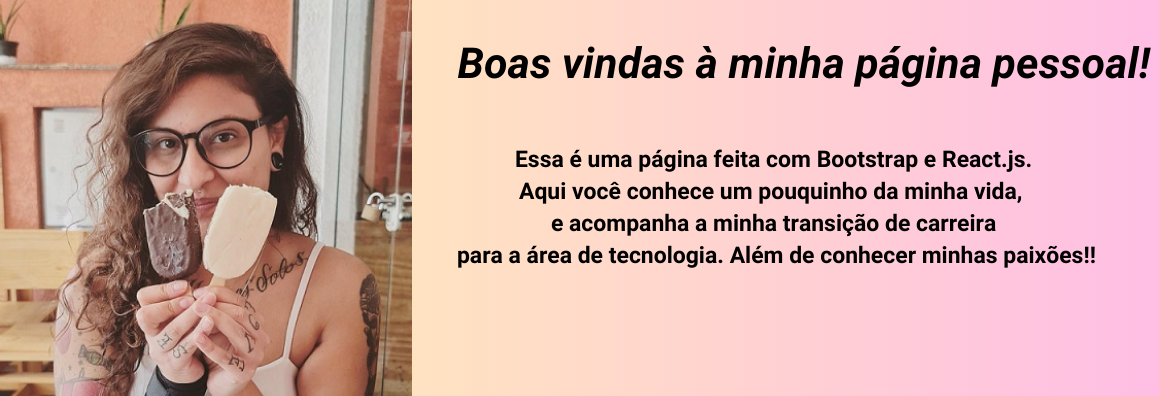 Boas vindas à minha página pessoal!
Essa é uma página feita com Bootstrap e React.js.
Aqui você conhece um pouquinho da minha vida,
e acompanha a minha transição de carreira
para a área de tecnologia. Além de conhecer minhas paixões!!